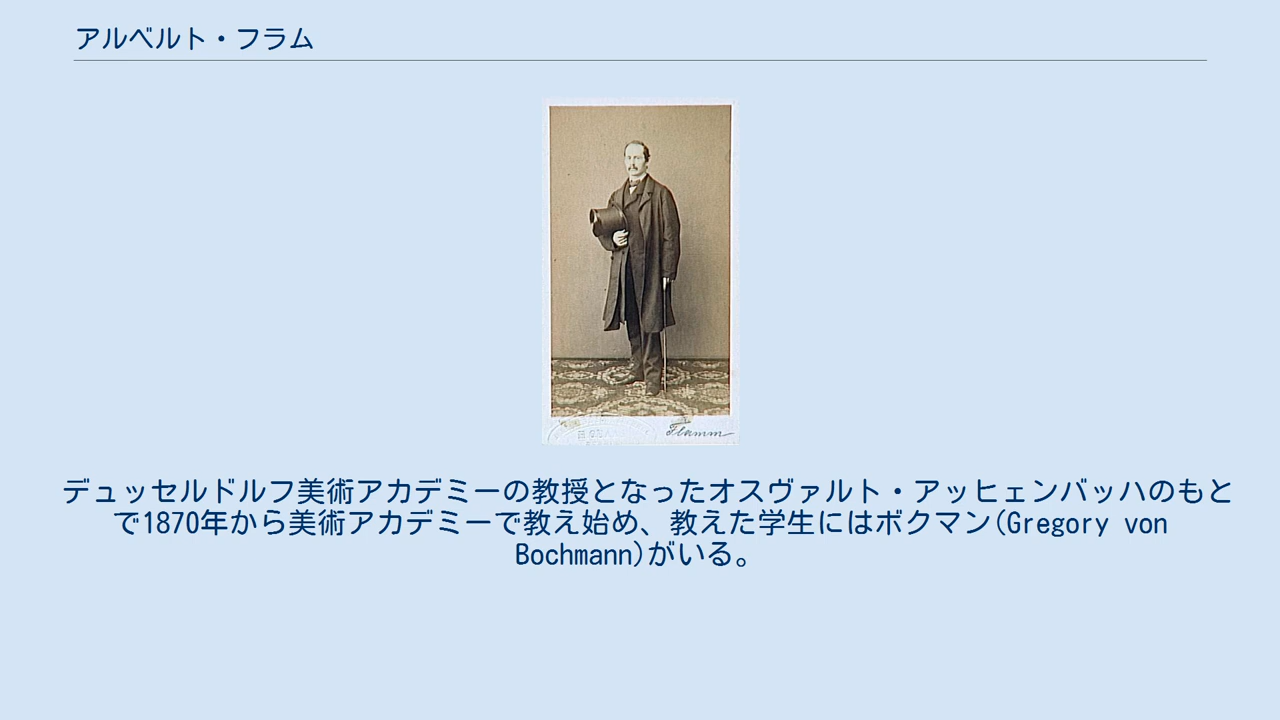 アルベルト・フラム
Flamm
デュッセルドルフ美術アカデミーの教授となったオスヴァルト・アッヒェンバッハのもと
で1870年から美術アカデミーで教え始め、教えた学生にはボクマン(Gregory von
Bochmann)がいる。